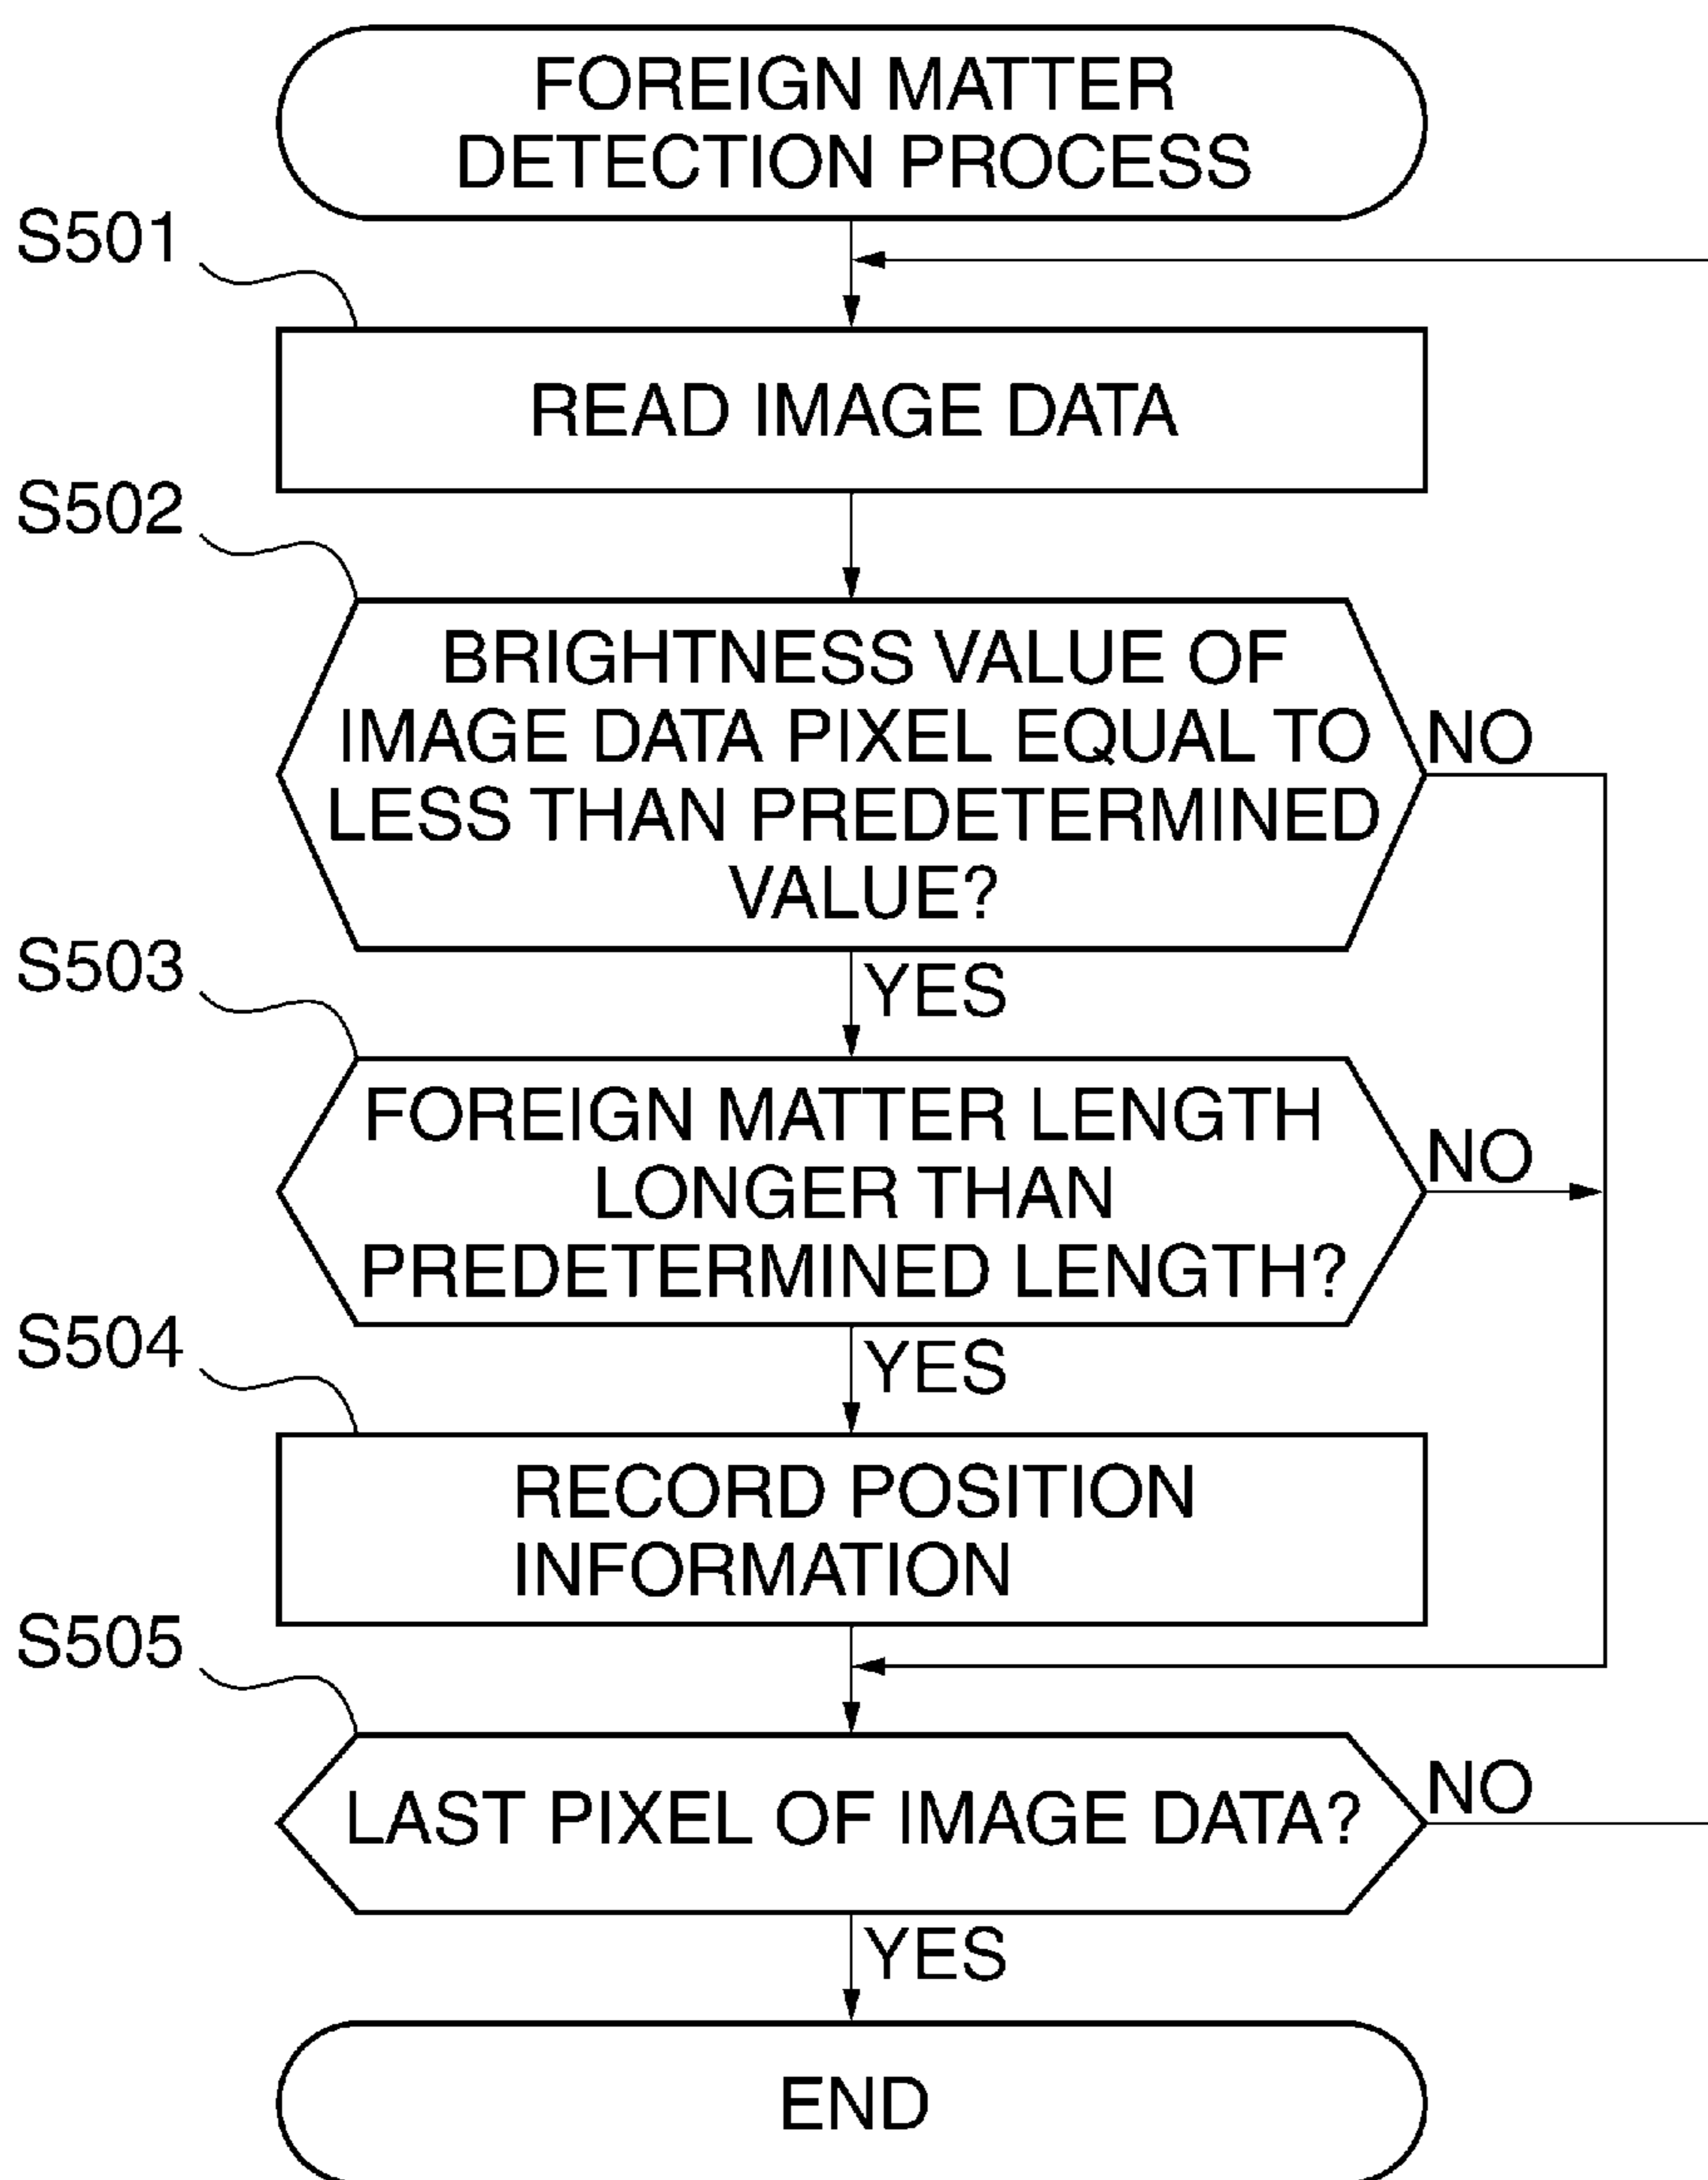 FOREIGN MATTER
DETECTION PROCESS
S501
READ IMAGE DATA
S502
BRIGHTNESS VALUE OF
IMAGE DATA PIXEL EQUAL TO
LESS THAN PREDETERMINED
VALUE?
NO
YES
S503
FOREIGN MATTER LENGTH
LONGER THAN
PREDETERMINED LENGTH?
NO
YES
S504
RECORD POSITION
INFORMATION
S505
LAST PIXEL OF IMAGE DATA?
NO
YES
END